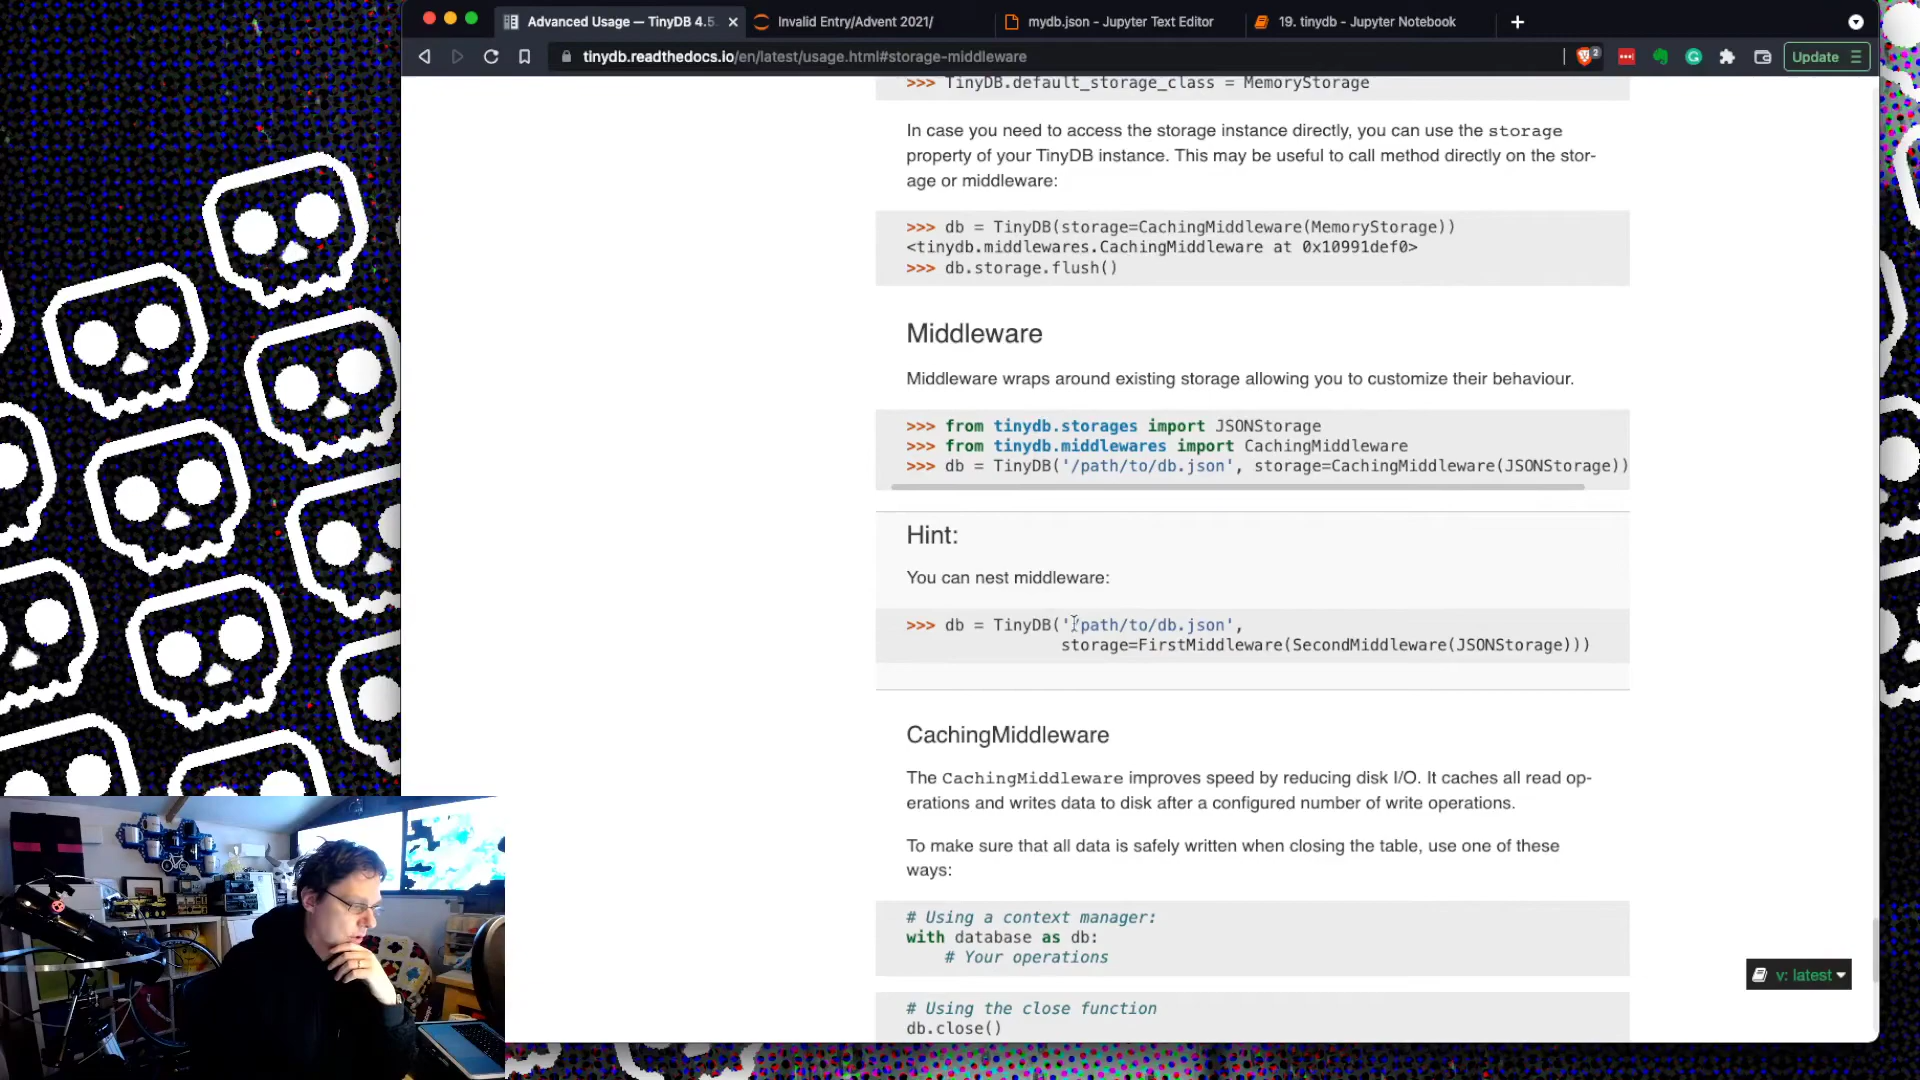 Advanced Usage — TinyDB 4.5.
Invalid Entry/Advent 2021/
mydb.json - Jupyter Text Editor
19. tinydb - Jupyter Notebook
tinydb.readthedocs.io/en/latest/usage.html#storage-middleware
2
Update
>>> TinyDB.default_storage_class = MemoryStorage
In case you need to access the storage instance directly, you can use the storage
property of your TinyDB instance. This may be useful to call method directly on the stor-
age or middleware:
>>> db = TinyDB(storage=CachingMiddleware(MemoryStorage))
<tinydb.middlewares.CachingMiddleware at 0x10991def0>
>>> db.storage.flush()
Middleware
Middleware wraps around existing storage allowing you to customize their behaviour.
>>> from tinydb.storages import JSONStorage
>>> from tinydb.middlewares import CachingMiddleware
>>> db = TinyDB('/path/to/db.json', storage=CachingMiddleware(JSONStorage))
Hint:
You can nest middleware:
>>> db = TinyDB('/path/to/db.json',
storage=FirstMiddleware(SecondMiddleware(JSONStorage)))
CachingMiddleware
The CachingMiddleware improves speed by reducing disk I/O. It caches all read op-
erations and writes data to disk after a configured number of write operations.
To make sure that all data is safely written when closing the table, use one of these
ways:
# Using a context manager:
with database as db:
# Your operations
v: latest
# Using the close function
db.close()